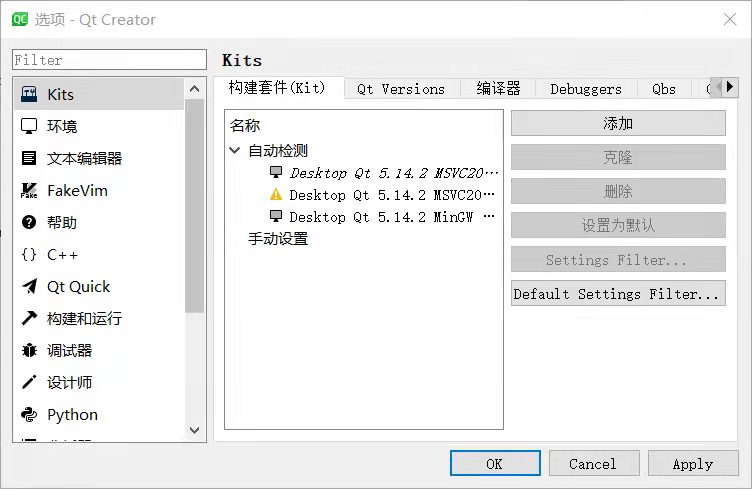 选项 - Qt Creator
Filter
Kits
环境
文本编辑器
FakeVim
帮助
{} C++
Qt Quick
构建和运行
调试器
设计师
Python
Kits
构建套件(Kit) Qt Versions 编译器 Debuggers Qbs
名称
自动检测
Desktop Qt 5.14.2 MSVC20···
Desktop Qt 5.14.2 MSVC20···
Desktop Qt 5.14.2 MinGW ···
手动设置
添加
克隆
删除
设置为默认
Settings Filter...
Default Settings Filter...
OK Cancel Apply